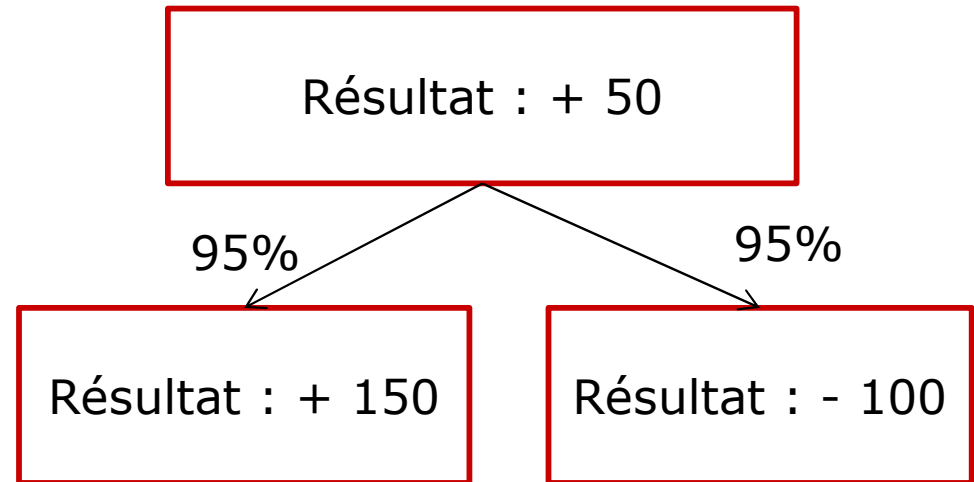 Résultat : + 50
95%
95%
Résultat : + 150
Résultat : - 100